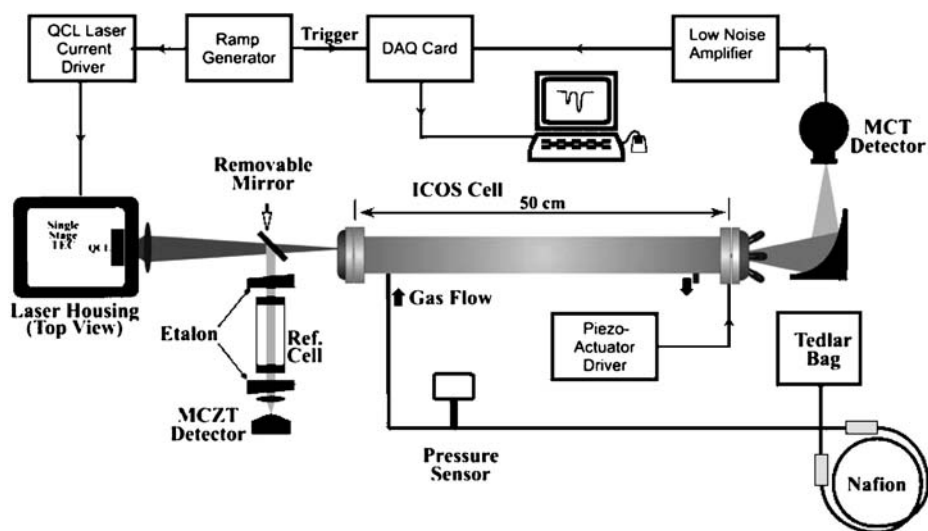 QCL Laser
Current
Driver
Ramp
Generator
Trigger
DAQ Card
Low Noise
Amplifier
MCT
Detector
Removable
Mirror
ICOS Cell
50 cm
Single
Stage
TEC
QCL
Laser Housing
(Top View)
Gas Flow
Etalon
Ref.
Cell
Piezo-
Actuator
Driver
Tedlar
Bag
MCZT
Detector
Pressure
Sensor
Nafion